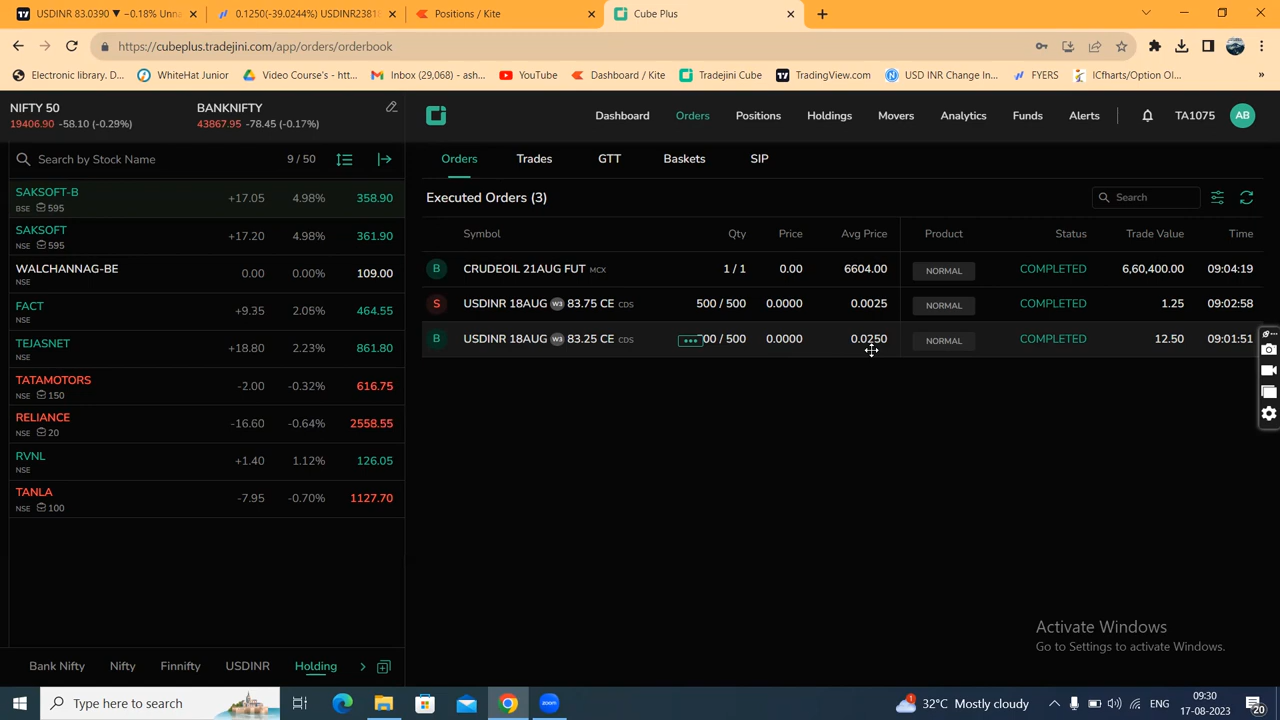 USDINR 83.0390 ▼ −0.18% Unna
0.1250(-39.0244%) USDINR23818
Positions / Kite
Cube Plus
https://cubeplus.tradejini.com/app/orders/orderbook
Electronic library. D...
WhiteHat Junior
Video Course's - htt...
Inbox (29,068) - ash...
YouTube
Dashboard / Kite
Tradejini Cube
TradingView.com
USD INR Change In...
FYERS
ICfharts/Option OI...
NIFTY 50
19406.90 -58.10 (-0.29%)
BANKNIFTY
43867.95 -78.45 (-0.17%)
Dashboard
Orders
Positions
Holdings
Movers
Analytics
Funds
Alerts
TA1075
AB
Search by Stock Name
9 / 50
SAKSOFT-B +17.05 4.98% 358.90
BSE 595
SAKSOFT +17.20 4.98% 361.90
NSE 595
WALCHANNAG-BE 0.00 0.00% 109.00
NSE
FACT +9.35 2.05% 464.55
NSE
TEJASNET +18.80 2.23% 861.80
NSE
TATAMOTORS -2.00 -0.32% 616.75
NSE 150
RELIANCE -16.60 -0.64% 2558.55
NSE 20
RVNL +1.40 1.12% 126.05
NSE
TANLA -7.95 -0.70% 1127.70
NSE 100
Bank Nifty
Nifty
Finnifty
USDINR
Holding
Orders
Trades
GTT
Baskets
SIP
Executed Orders (3)
Search
Symbol Qty Price Avg Price Product Status Trade Value Time
B CRUDEOIL 21AUG FUT MCX 1 / 1 0.00 6604.00 NORMAL COMPLETED 6,60,400.00 09:04:19
S USDINR 18AUG W3 83.75 CE CDS 500 / 500 0.0000 0.0025 NORMAL COMPLETED 1.25 09:02:58
B USDINR 18AUG W3 83.25 CE CDS 00 / 500 0.0000 0.0250 NORMAL COMPLETED 12.50 09:01:51
Activate Windows
Go to Settings to activate Windows.
Type here to search
zoom
1
32°C Mostly cloudy
ENG
09:30
17-08-2023
20